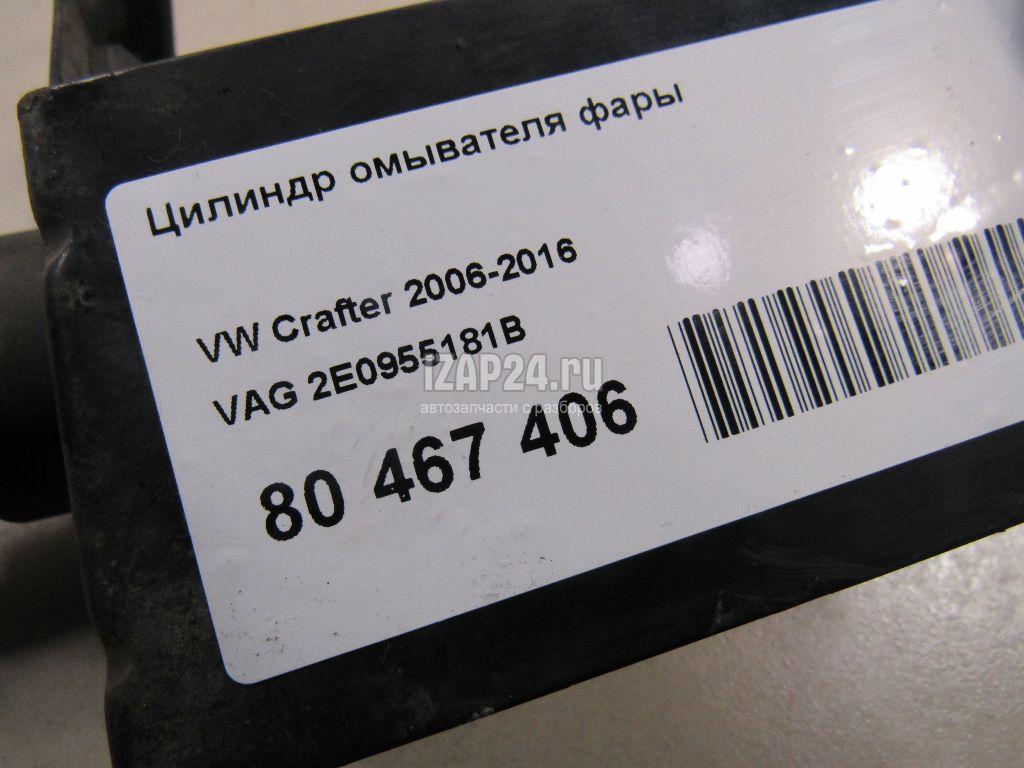 Цилиндр омывателя фары
VW Crafter 2006-2016
VAG 2E0955181B
IZAP24.ru
автозапчасти с разборов
80 467 406